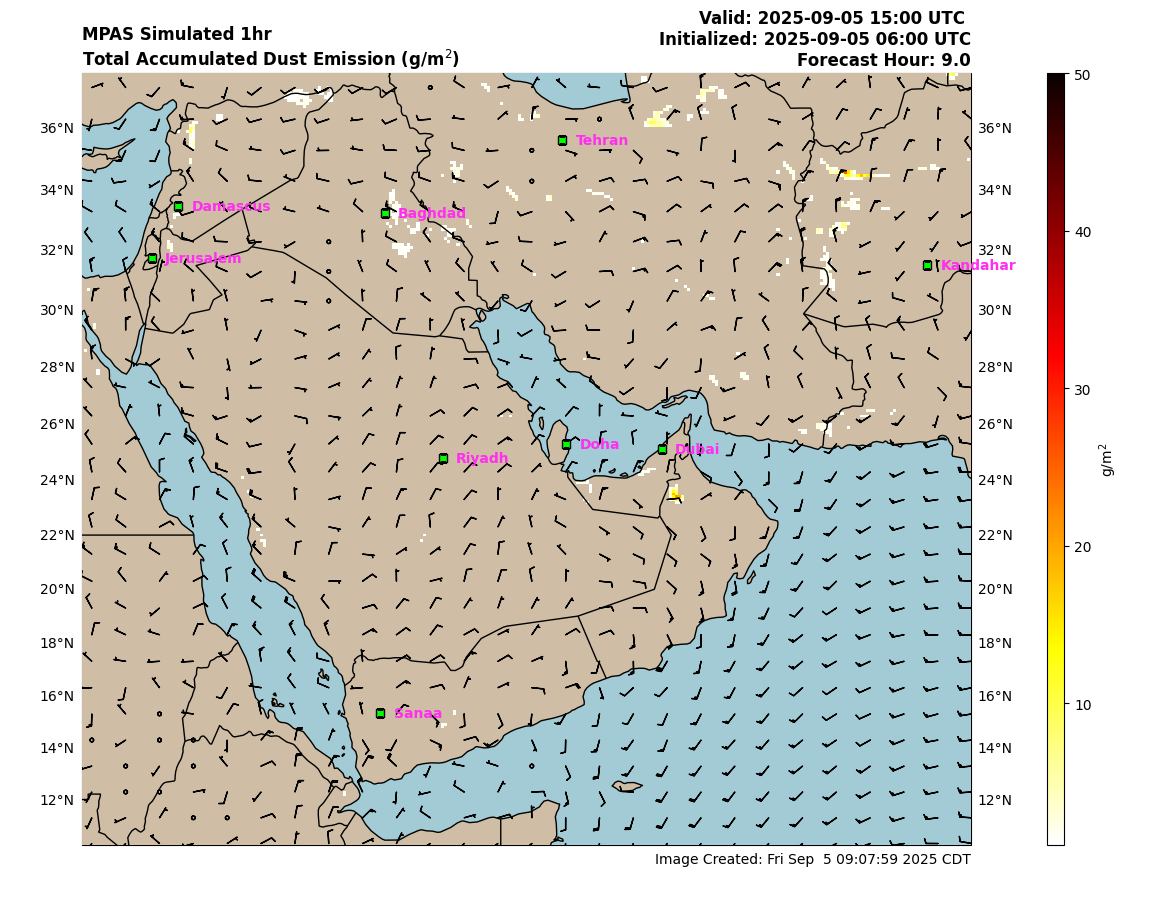 MPAS Simulated 1hr
Total Accumulated Dust Emission (g/m²)
Valid: 2025-09-05 15:00 UTC
Initialized: 2025-09-05 06:00 UTC
Forecast Hour: 9.0
36°N
34°N
32°N
30°N
28°N
26°N
24°N
22°N
20°N
18°N
16°N
14°N
12°N
Tehran
Damascus
Baghdad
Jerusalem
Kandahar
Doha
Dubai
Riyadh
Sanaa
36°N
34°N
32°N
30°N
28°N
26°N
24°N
22°N
20°N
18°N
16°N
14°N
12°N
50
40
30
20
10
g/m²
Image Created: Fri Sep  5 09:07:59 2025 CDT